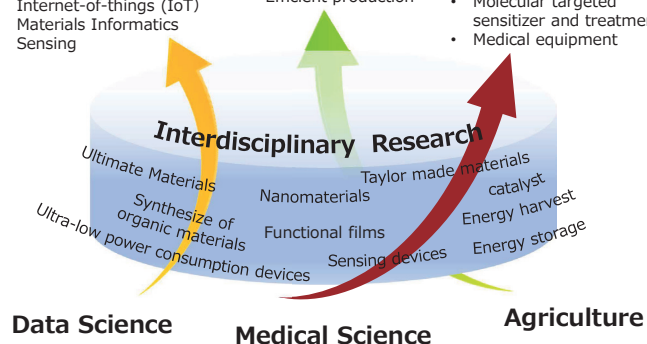 Internet-of-things (IoT)
Materials Informatics
Sensing
Efficient production
• Molecular targeted
sensitizer and treatme
• Medical equipment
Interdisciplinary Research
Ultimate Materials
Synthesize of
organic materials
Ultra-low power consumption devices
Nanomaterials
Functional films
Sensing devices
Taylor made materials
catalyst
Energy harvest
Energy storage
Data Science
Medical Science
Agriculture